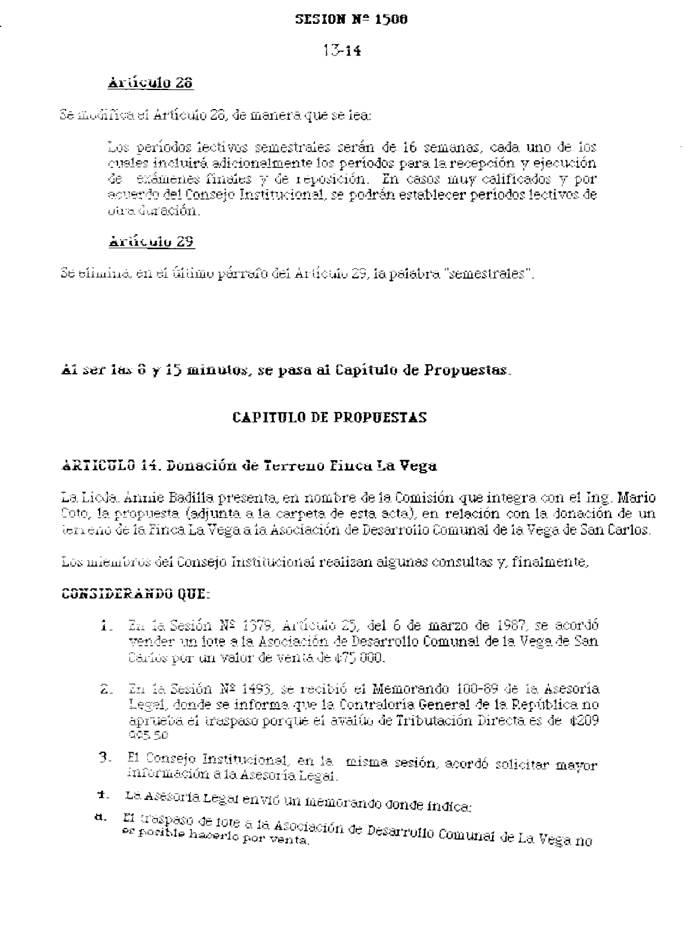 SESION Nº 1508
13-14
Artículo 28
Se modifica el Artículo 28, de manera que se lea:
Los períodos lectivos semestrales serán de 16 semanas, cada uno de los
cuales incluirá adicionalmente los períodos para la recepción y ejecución
de exámenes finales y de reposición. En casos muy calificados y por
acuerdo del Consejo Institucional, se podrán establecer períodos lectivos de
otra duración.
Artículo 29
Se elimina, en el último párrafo del Artículo 29, la palabra "semestrales".
Al ser las 8 y 15 minutos, se pasa al Capítulo de Propuestas.
CAPITULO DE PROPUESTAS
ARTICULO 14. Donación de Terreno Finca La Vega
La Licda. Annie Badilla presenta, en nombre de la Comisión que integra con el Ing. Mario
Coto, la propuesta (adjunta a la carpeta de esta acta), en relación con la donación de un
terreno de la Finca La Vega a la Asociación de Desarrollo Comunal de la Vega de San Carlos.
Los miembros del Consejo Institucional realizan algunas consultas y, finalmente,
CONSIDERANDO QUE:
1. En la Sesión Nº 1379, Artículo 25, del 6 de marzo de 1987, se acordó
vender un lote a la Asociación de Desarrollo Comunal de la Vega de San
Carlos por un valor de venta de ¢75 000.
2. En la Sesión Nº 1493, se recibió el Memorando 100-89 de la Asesoría
Legal, donde se informa que la Contraloría General de la República no
aprueba el traspaso porque el avalúo de Tributación Directa es de ¢209
3. El Consejo Institucional, en la misma sesión, acordó solicitar mayor
información a la Asesoría Legal.
4. La Asesoría Legal envió un memorando donde indica:
a. El traspaso de lote a la Asociación de Desarrollo Comunal de La Vega no
es posible hacerlo por venta.